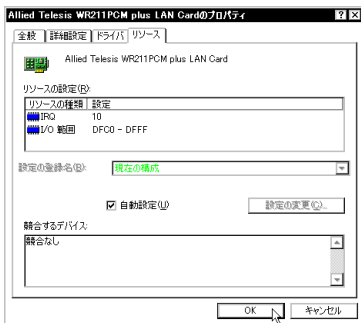 Allied Telesis WR211PCM plus LAN Cardのプロパティ
全般 詳細設定 ドライバ リソース
Allied Telesis WR211PCM plus LAN Card
リソースの設定(R):
リソースの種類 設定
IRQ 10
I/O 範囲 DFC0 - DFFF
設定の登録名(B): 現在の構成
自動設定(U) 設定の変更(C)...
競合するデバイス:
競合なし
OK キャンセル